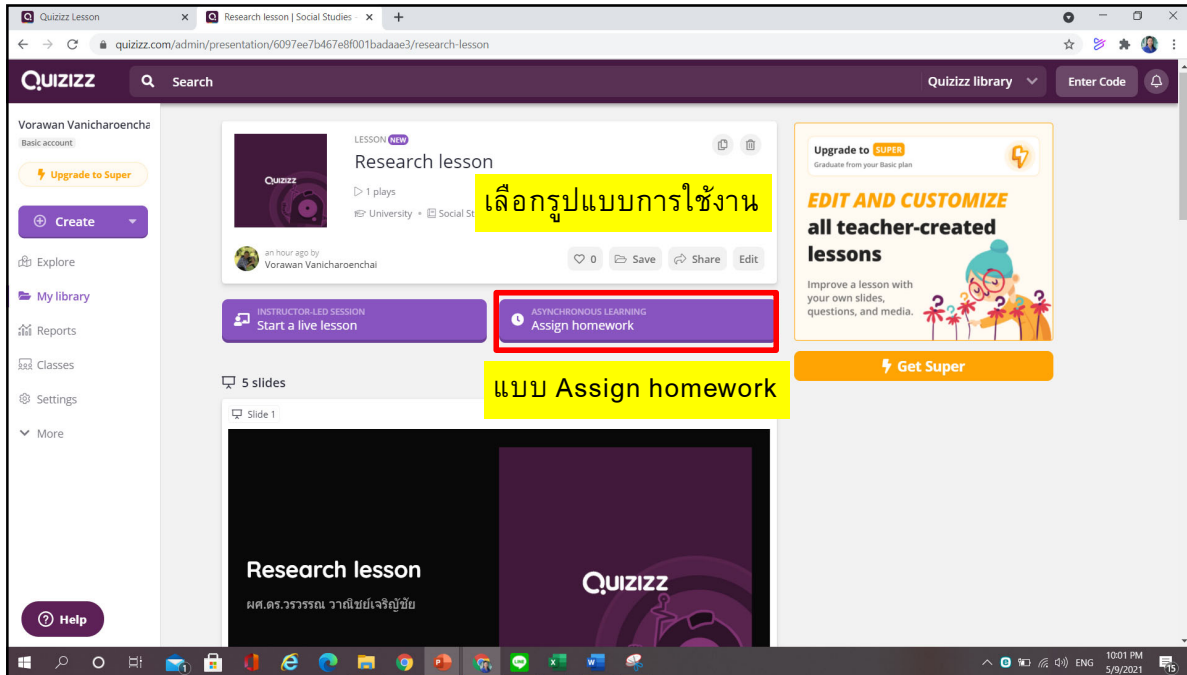 Quizizz Lesson
Research lesson | Social Studies -
quizizz.com/admin/presentation/6097ee7b467e8f001badaae3/research-lesson
QUIZIZZ
Search
Quizizz library
Enter Code
Vorawan Vanicharoencha
Basic account
Upgrade to Super
Create
Explore
My library
Reports
Classes
Settings
More
Help
QUIZIZZ
LESSON NEW
Research lesson
1 plays
University • Social St
เลือกรูปแบบการใช้งาน
an hour ago by
Vorawan Vanicharoenchai
0 Save Share Edit
INSTRUCTOR-LED SESSION
Start a live lesson
ASYNCHRONOUS LEARNING
Assign homework
แบบ Assign homework
5 slides
Slide 1
Research lesson
ผศ.ดร.วรวรรณ วาณิชย์เจริญชัย
QUIZIZZ
Upgrade to SUPER
Graduate from your Basic plan
EDIT AND CUSTOMIZE
all teacher-created
lessons
Improve a lesson with
your own slides,
questions, and media.
Get Super
ENG
10:01 PM
5/9/2021
15